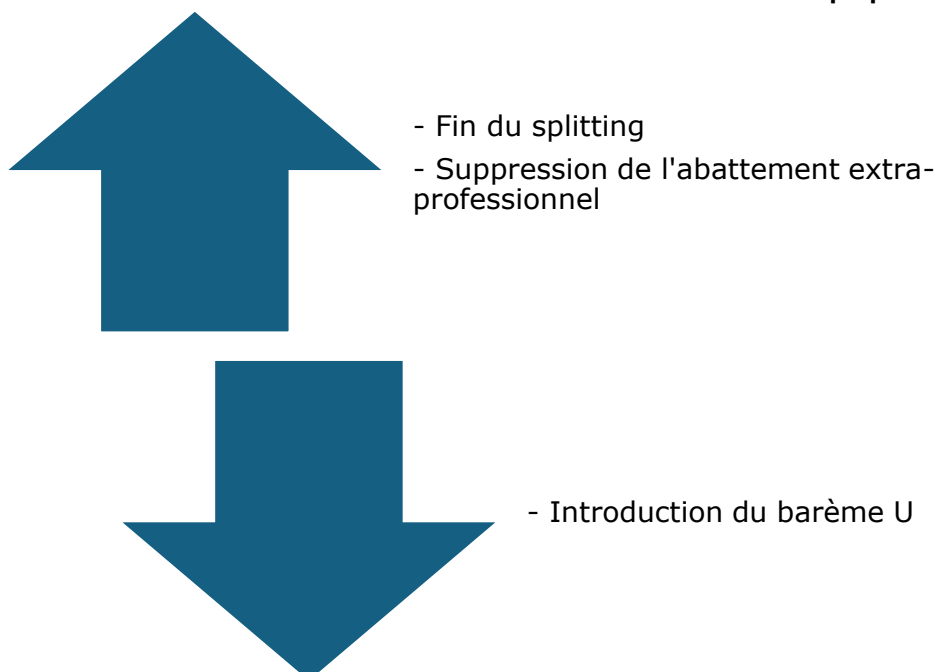 - Fin du splitting
- Suppression de l'abattement extra-
professionnel
- Introduction du barème U